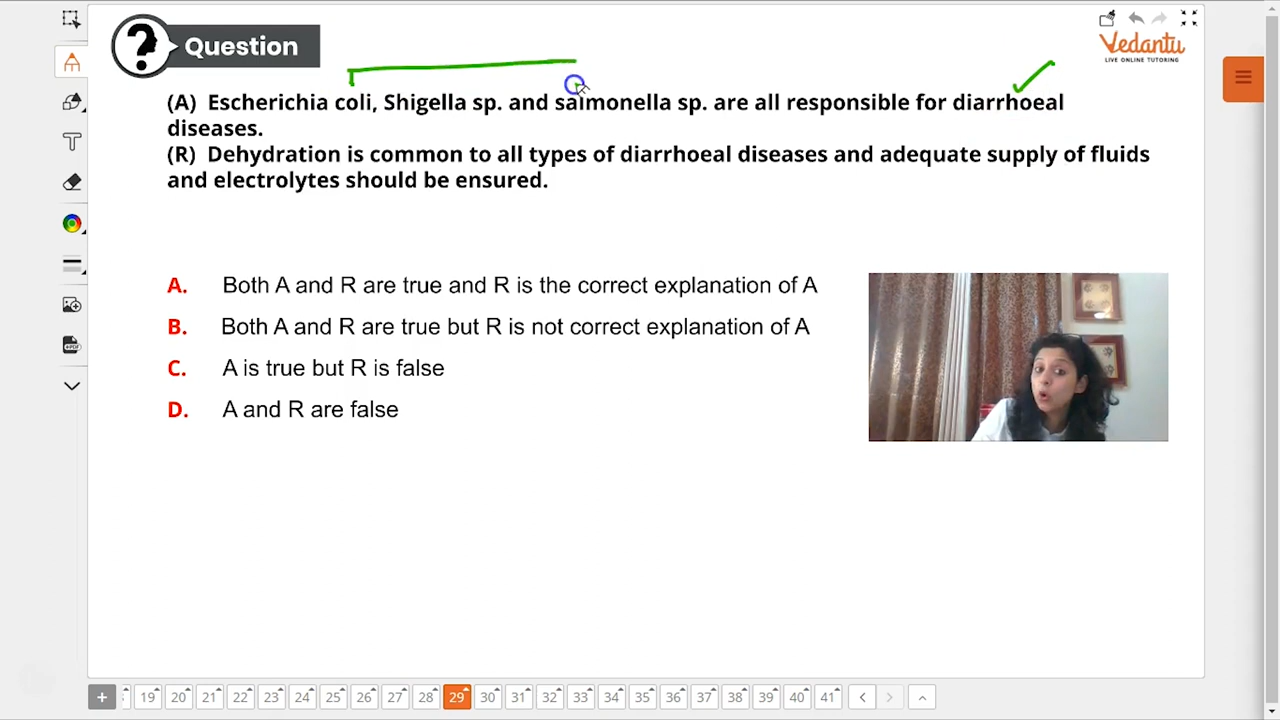 Question
Vedantu
LIVE ONLINE TUTORING
(A) Escherichia coli, Shigella sp. and salmonella sp. are all responsible for diarrhoeal
diseases.
(R) Dehydration is common to all types of diarrhoeal diseases and adequate supply of fluids
and electrolytes should be ensured.
A. Both A and R are true and R is the correct explanation of A
B. Both A and R are true but R is not correct explanation of A
C. A is true but R is false
D. A and R are false
19 20 21 22 23 24 25 26 27 28 29 30 31 32 33 34 35 36 37 38 39 40 41